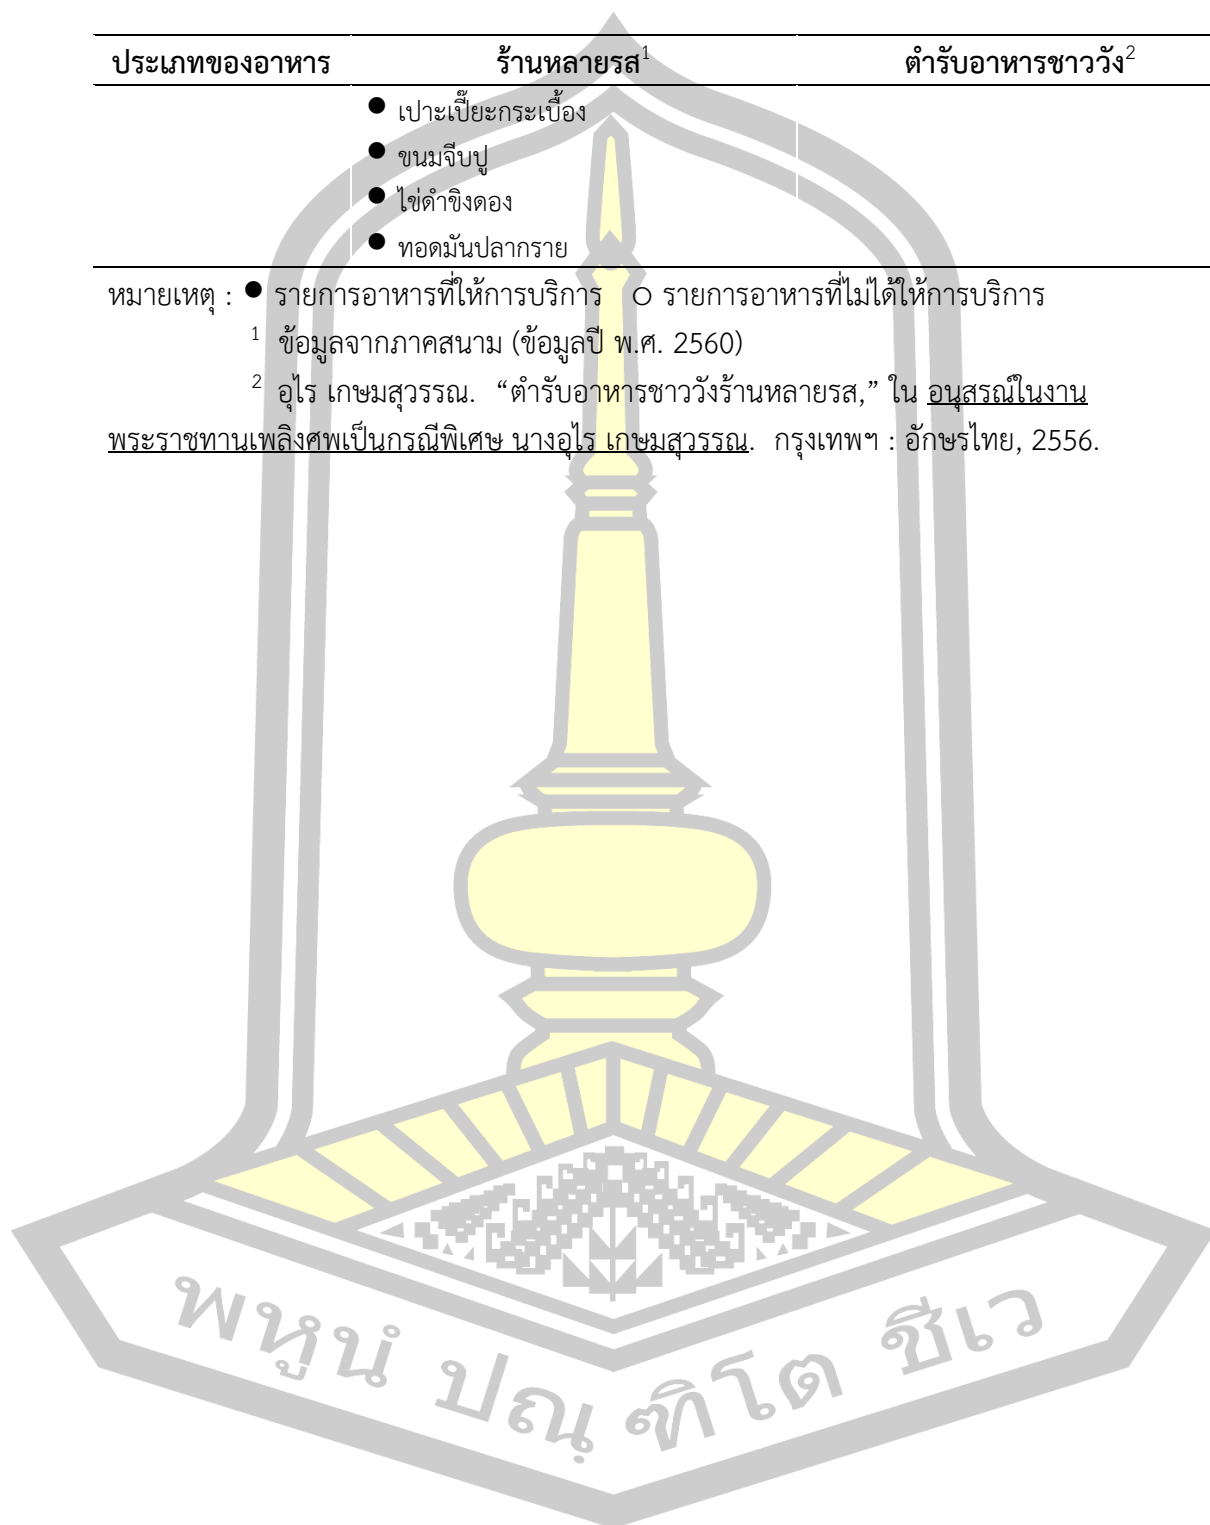 ประเภทของอาหาร ร้านหลายรส1 ตำรับอาหารชาววัง2
● เปาะเปี๊ยะกระเบื้อง
● ขนมจีบปู
● ไข่ดำขิงดอง
● ทอดมันปลากราย
หมายเหตุ : ● รายการอาหารที่ให้การบริการ ○ รายการอาหารที่ไม่ได้ให้การบริการ
1 ข้อมูลจากภาคสนาม (ข้อมูลปี พ.ศ. 2560)
2 อุไร เกษมสุวรรณ. “ตำรับอาหารชาววังร้านหลายรส,” ใน อนุสรณ์ในงาน
พระราชทานเพลิงศพเป็นกรณีพิเศษ นางอุไร เกษมสุวรรณ. กรุงเทพฯ : อักษรไทย, 2556.
พหูนํ ปณฺฑิโต ชีเว